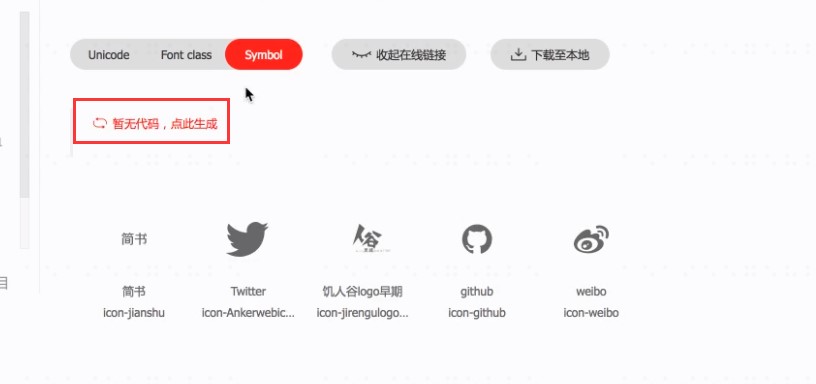 Unicode
Font class
Symbol
收起在线链接
下载至本地
暂无代码，点此生成
目
简书
简书
Twitter
饥人谷logo早期
github
weibo
icon-jianshu
icon-Ankerwebic...
icon-jirengulogo...
icon-github
icon-weibo